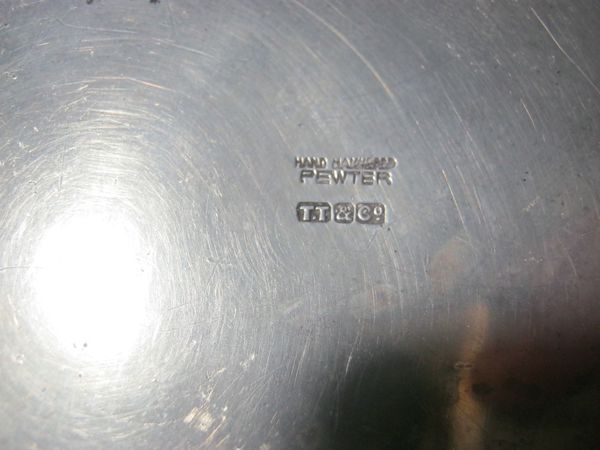 HAND HAMMERED
PEWTER
T.T & Co